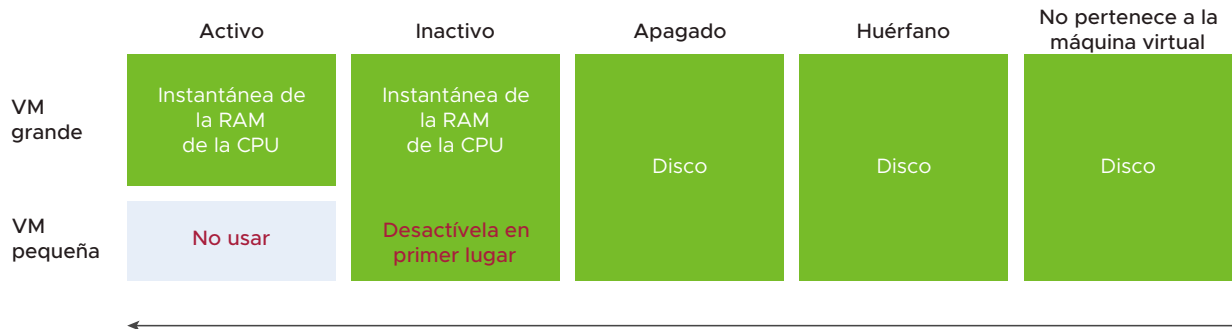 Activo
Inactivo
Apagado
Huérfano
No pertenece a la
máquina virtual
VM
grande
Instantánea de
la RAM
de la CPU
Instantánea de
la RAM
de la CPU
Disco
Disco
Disco
VM
pequeña
No usar
Desactívela en
primer lugar